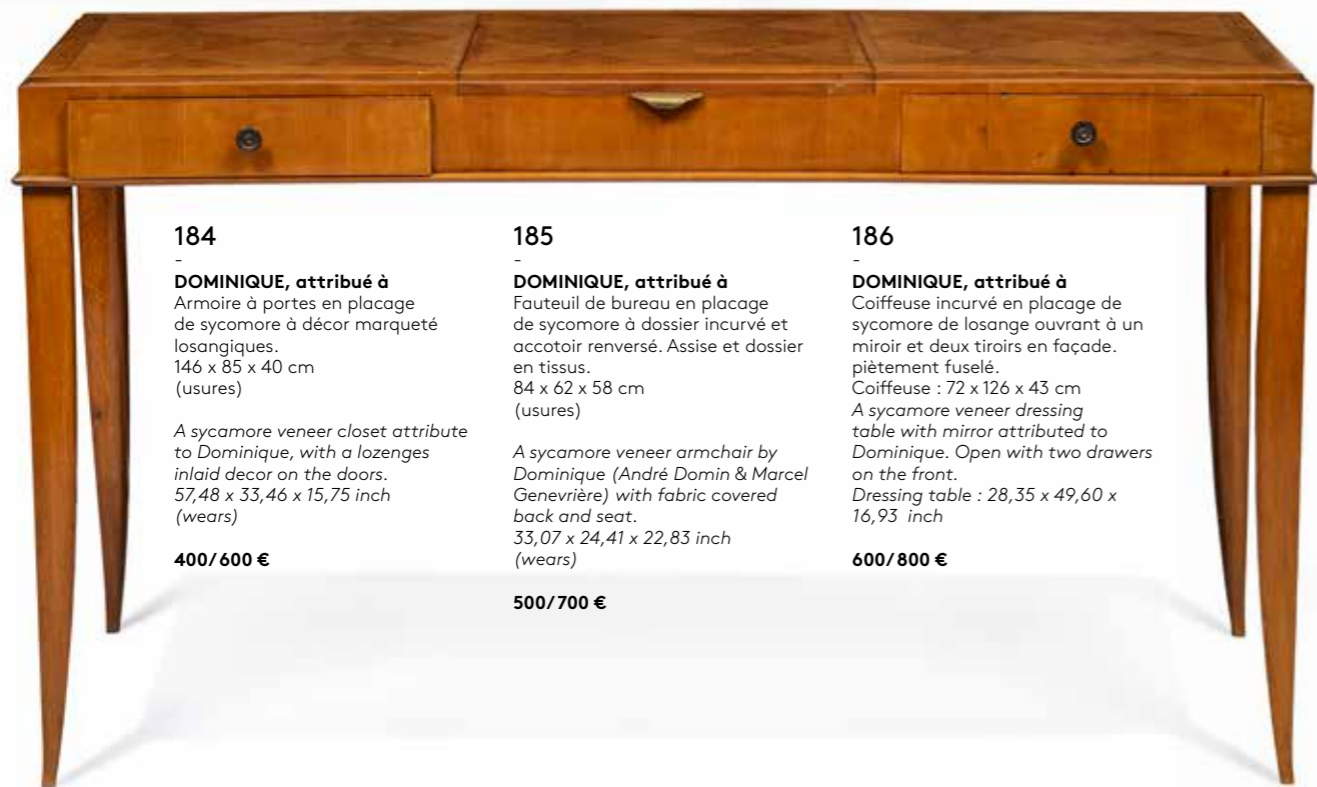 184
-
DOMINIQUE, attribué à
Armoire à portes en placage
de sycomore à décor marqueté
losangiques.
146 x 85 x 40 cm
(usures)
A sycamore veneer closet attribute
to Dominique, with a lozenges
inlaid decor on the doors.
57,48 x 33,46 x 15,75 inch
(wears)
400/600 €
185
-
DOMINIQUE, attribué à
Fauteuil de bureau en placage
de sycomore à dossier incurvé et
accotoir renversé. Assise et dossier
en tissus.
84 x 62 x 58 cm
(usures)
A sycamore veneer armchair by
Dominique (André Domin & Marcel
Genevrière) with fabric covered
back and seat.
33,07 x 24,41 x 22,83 inch
(wears)
500/700 €
186
-
DOMINIQUE, attribué à
Coiffeuse incurvé en placage de
sycomore de losange ouvrant à un
miroir et deux tiroirs en façade.
piètement fuselé.
Coiffeuse : 72 x 126 x 43 cm
A sycamore veneer dressing
table with mirror attributed to
Dominique. Open with two drawers
on the front.
Dressing table : 28,35 x 49,60 x
16,93 inch
600/800 €